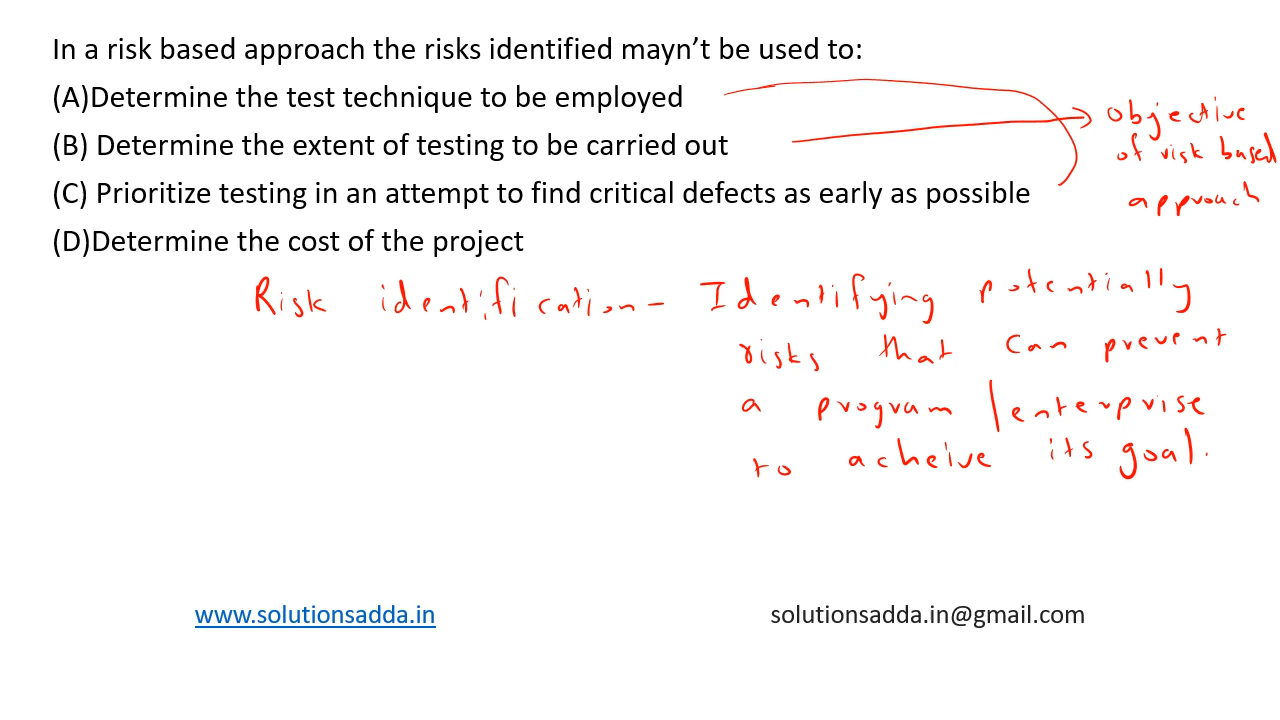 In a risk based approach the risks identified mayn’t be used to:
(A)Determine the test technique to be employed
(B) Determine the extent of testing to be carried out
(C) Prioritize testing in an attempt to find critical defects as early as possible
(D)Determine the cost of the project
objective
of risk based
approach
Risk identification - Identifying potentially
risks that can prevent
a program / enterprise
to acheive its goal.
www.solutionsadda.in
solutionsadda.in@gmail.com